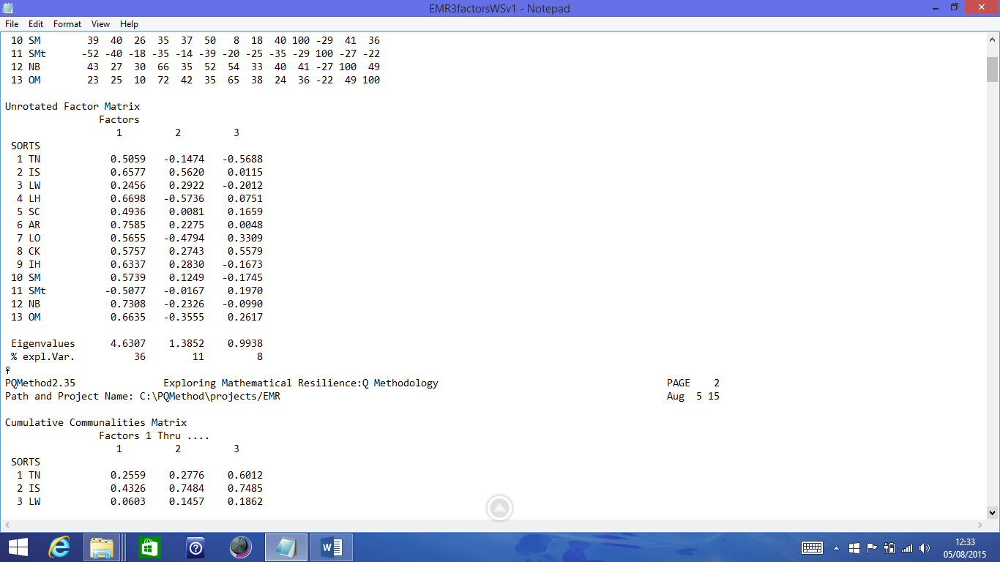 EMR3factorsWSv1 - Notepad
File Edit Format View Help
10 SM 39 40 26 35 37 50 8 18 40 100 -29 41 36
11 SMt -52 -40 -18 -35 -14 -39 -20 -25 -35 -29 100 -27 -22
12 NB 43 27 30 66 35 52 54 33 40 41 -27 100 49
13 OM 23 25 10 72 42 35 65 38 24 36 -22 49 100
Unrotated Factor Matrix
Factors
1 2 3
SORTS
1 TN 0.5059 -0.1474 -0.5688
2 IS 0.6577 0.5620 0.0115
3 LW 0.2456 0.2922 -0.2012
4 LH 0.6698 -0.5736 0.0751
5 SC 0.4936 0.0081 0.1659
6 AR 0.7585 0.2275 0.0048
7 LO 0.5655 -0.4794 0.3309
8 CK 0.5757 0.2743 0.5579
9 IH 0.6337 0.2830 -0.1673
10 SM 0.5739 0.1249 -0.1745
11 SMt -0.5077 -0.0167 0.1970
12 NB 0.7308 -0.2326 -0.0990
13 OM 0.6635 -0.3555 0.2617
Eigenvalues 4.6307 1.3852 0.9938
% expl.Var. 36 11 8
PQMethod2.35 Exploring Mathematical Resilience:Q Methodology PAGE 2
Path and Project Name: C:\PQMethod\projects/EMR Aug 5 15
Cumulative Communalities Matrix
Factors 1 Thru ....
1 2 3
SORTS
1 TN 0.2559 0.2776 0.6012
2 IS 0.4326 0.7484 0.7485
3 LW 0.0603 0.1457 0.1862
12:33
05/08/2015